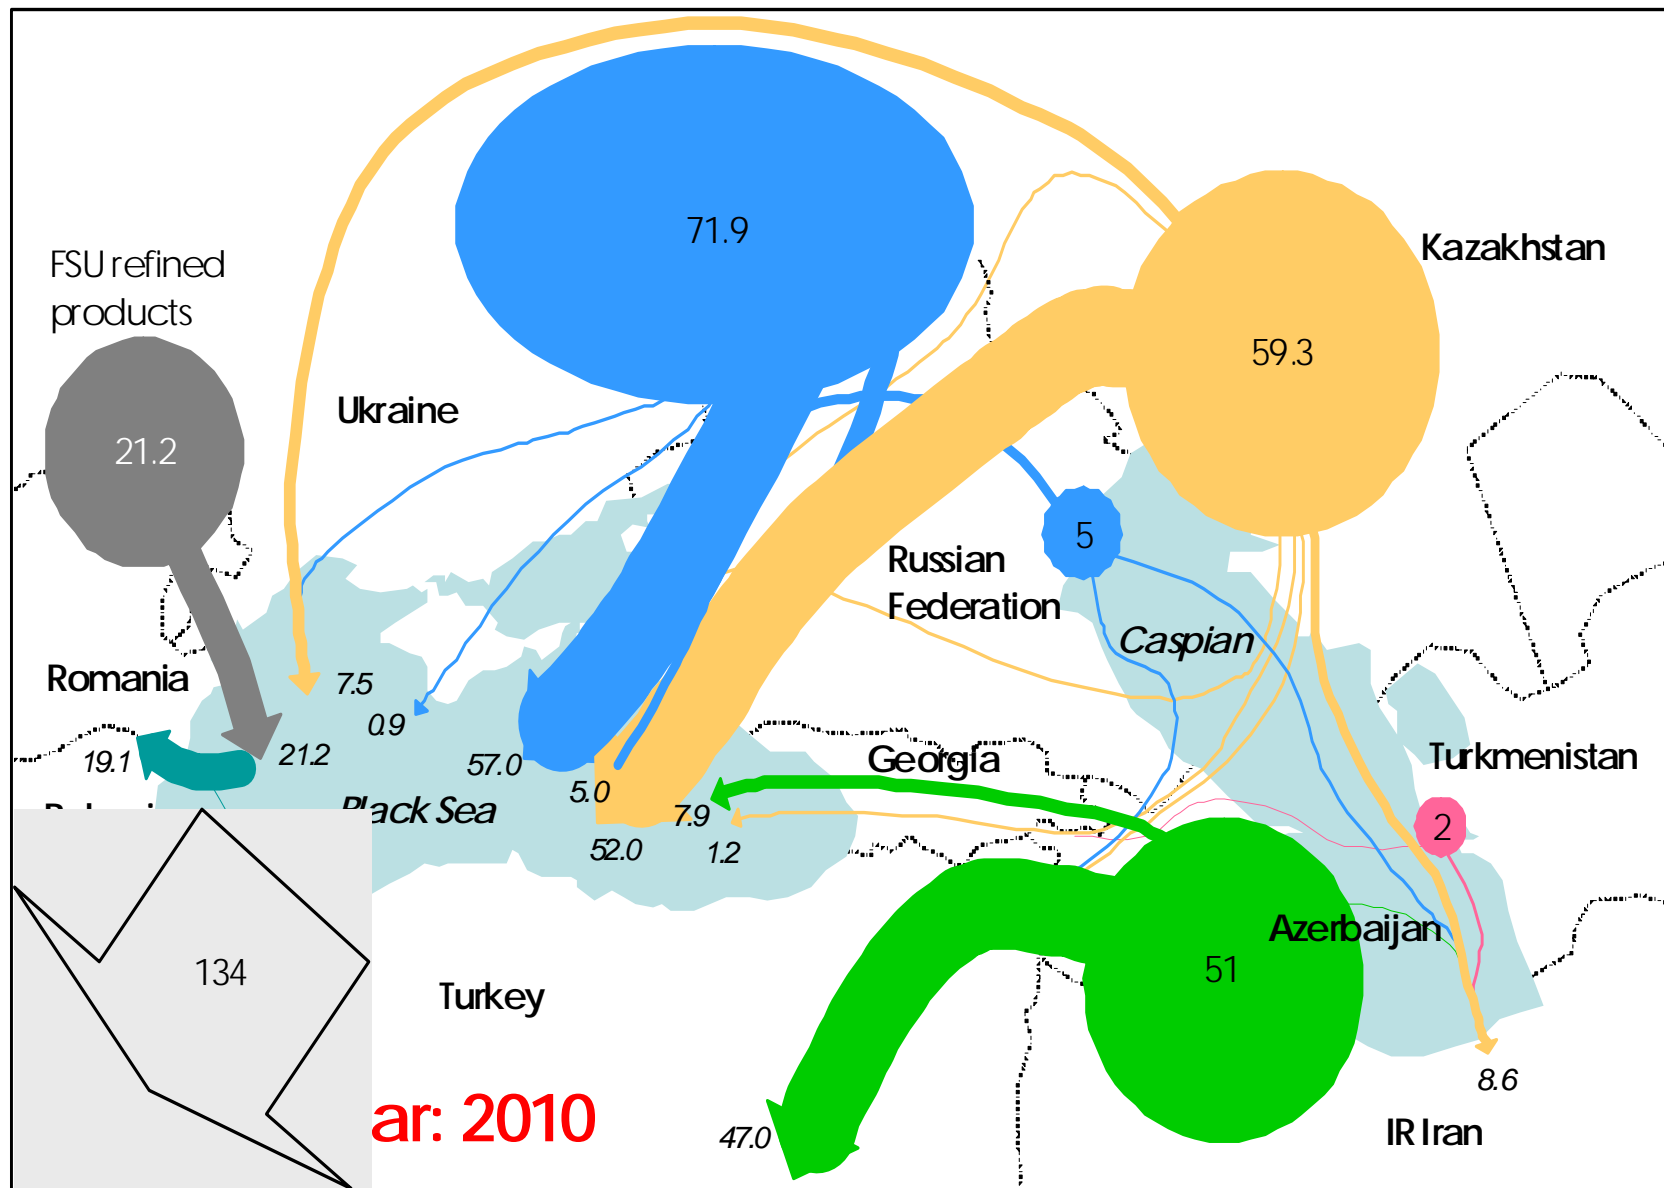 71.9
Kazakhstan
FSU refined
products
59.3
Ukraine
21.2
5
Russian
Federation
Caspian
Romania
7.5
0.9
19.1
21.2
57.0
Georgia
Turkmenistan
5.0
Black Sea
7.9
2
52.0
1.2
Azerbaijan
134
51
Turkey
8.6
ar: 2010
47.0
IR Iran